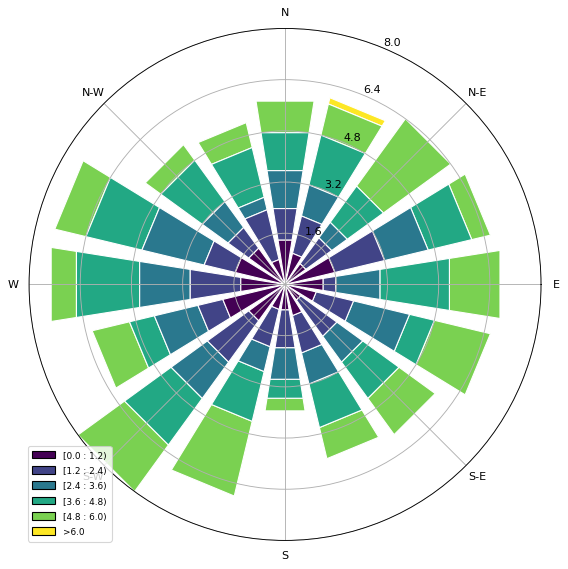 N
8.0
6.4
N-W
N-E
4.8
3.2
1.6
W
E
[0.0 : 1.2)
[1.2 : 2.4)
[2.4 : 3.6)
[3.6 : 4.8)
[4.8 : 6.0)
>6.0
S-W
S-E
S